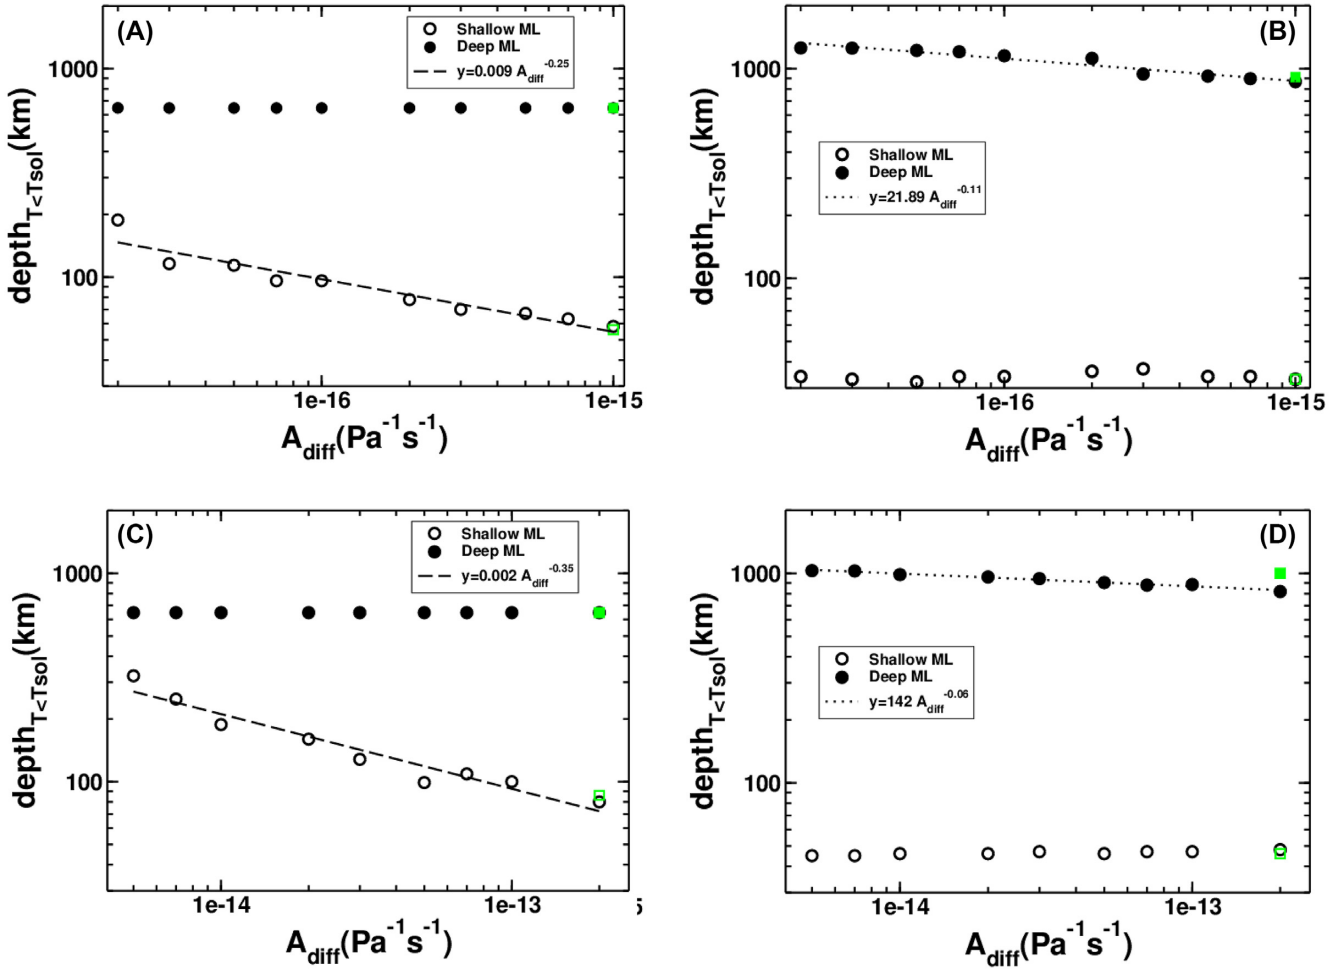 (A)
Shallow ML
Deep ML
y=0.009 A_diff^-0.25
1000
100
depth_T<Tsol(km)
1e-16
1e-15
A_diff(Pa^-1s^-1)
(B)
Shallow ML
Deep ML
y=21.89 A_diff^-0.11
1000
100
depth_T<Tsol(km)
1e-16
1e-15
A_diff(Pa^-1s^-1)
(C)
Shallow ML
Deep ML
y=0.002 A_diff^-0.35
1000
100
depth_T<Tsol(km)
1e-14
1e-13
5
A_diff(Pa^-1s^-1)
(D)
Shallow ML
Deep ML
y=142 A_diff^-0.06
1000
100
depth_T<Tsol(km)
1e-14
1e-13
A_diff(Pa^-1s^-1)